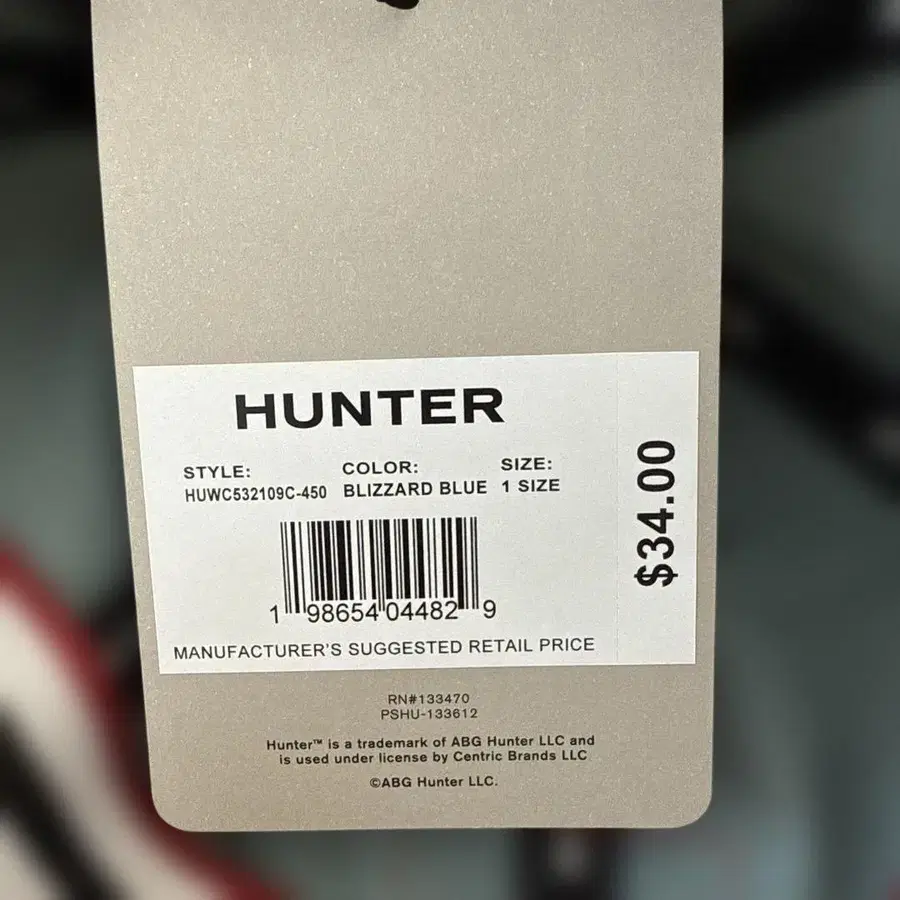 HUNTER
STYLE: COLOR: SIZE:
HUWC532109C-450 BLIZZARD BLUE 1 SIZE
1 98654 04482 9
MANUFACTURER'S SUGGESTED RETAIL PRICE
$34.00
RN#133470
PSHU-133612
Hunter™ is a trademark of ABG Hunter LLC and
is used under license by Centric Brands LLC
©ABG Hunter LLC.